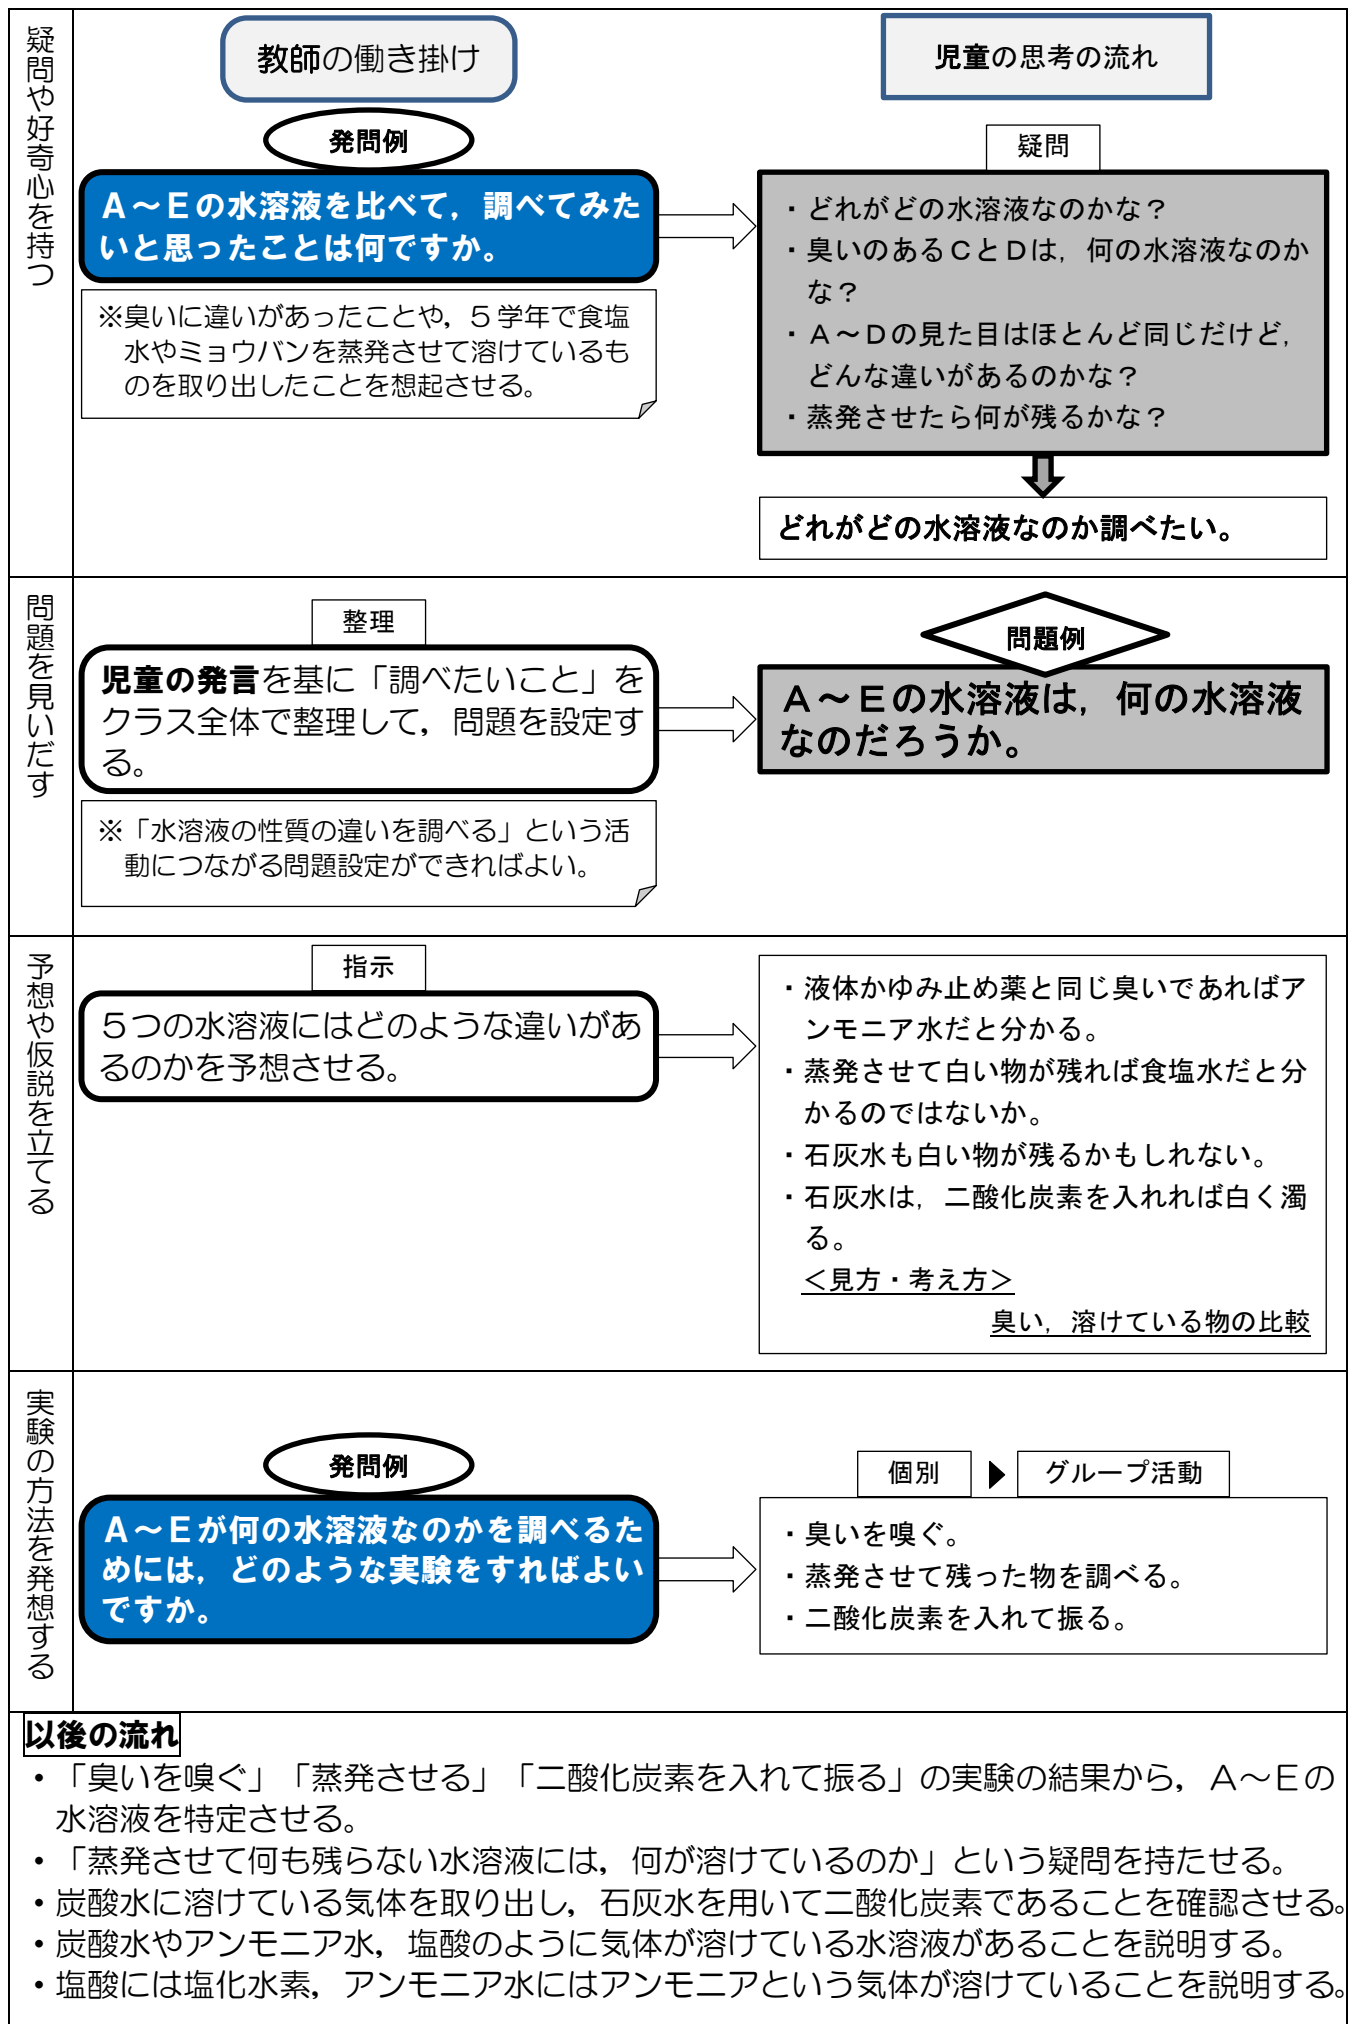 疑問や好奇心を持つ
教師の働き掛け
児童の思考の流れ
発問例
A～Eの水溶液を比べて，調べてみた
いと思ったことは何ですか。
※臭いに違いがあったことや，５学年で食塩
水やミョウバンを蒸発させて溶けているも
のを取り出したことを想起させる。
疑問
・どれがどの水溶液なのかな？
・臭いのあるＣとＤは，何の水溶液なのか
な？
・Ａ～Ｄの見た目はほとんど同じだけど，
どんな違いがあるのかな？
・蒸発させたら何が残るかな？
どれがどの水溶液なのか調べたい。
問題を見いだす
整理
児童の発言を基に「調べたいこと」を
クラス全体で整理して，問題を設定す
る。
※「水溶液の性質の違いを調べる」という活
動につながる問題設定ができればよい。
問題例
Ａ～Ｅの水溶液は，何の水溶液
なのだろうか。
予想や仮説を立てる
指示
５つの水溶液にはどのような違いがあ
るのかを予想させる。
・液体かゆみ止め薬と同じ臭いであればア
ンモニア水だと分かる。
・蒸発させて白い物が残れば食塩水だと分
かるのではないか。
・石灰水も白い物が残るかもしれない。
・石灰水は，二酸化炭素を入れれば白く濁
る。
＜見方・考え方＞
臭い，溶けている物の比較
実験の方法を発想する
発問例
Ａ～Ｅが何の水溶液なのかを調べるた
めには，どのような実験をすればよい
ですか。
個別 ▶ グループ活動
・臭いを嗅ぐ。
・蒸発させて残った物を調べる。
・二酸化炭素を入れて振る。
以後の流れ
・「臭いを嗅ぐ」「蒸発させる」「二酸化炭素を入れて振る」の実験の結果から，Ａ～Ｅの
水溶液を特定させる。
・「蒸発させて何も残らない水溶液には，何が溶けているのか」という疑問を持たせる。
・炭酸水に溶けている気体を取り出し，石灰水を用いて二酸化炭素であることを確認させる。
・炭酸水やアンモニア水，塩酸のように気体が溶けている水溶液があることを説明する。
・塩酸には塩化水素，アンモニア水にはアンモニアという気体が溶けていることを説明する。